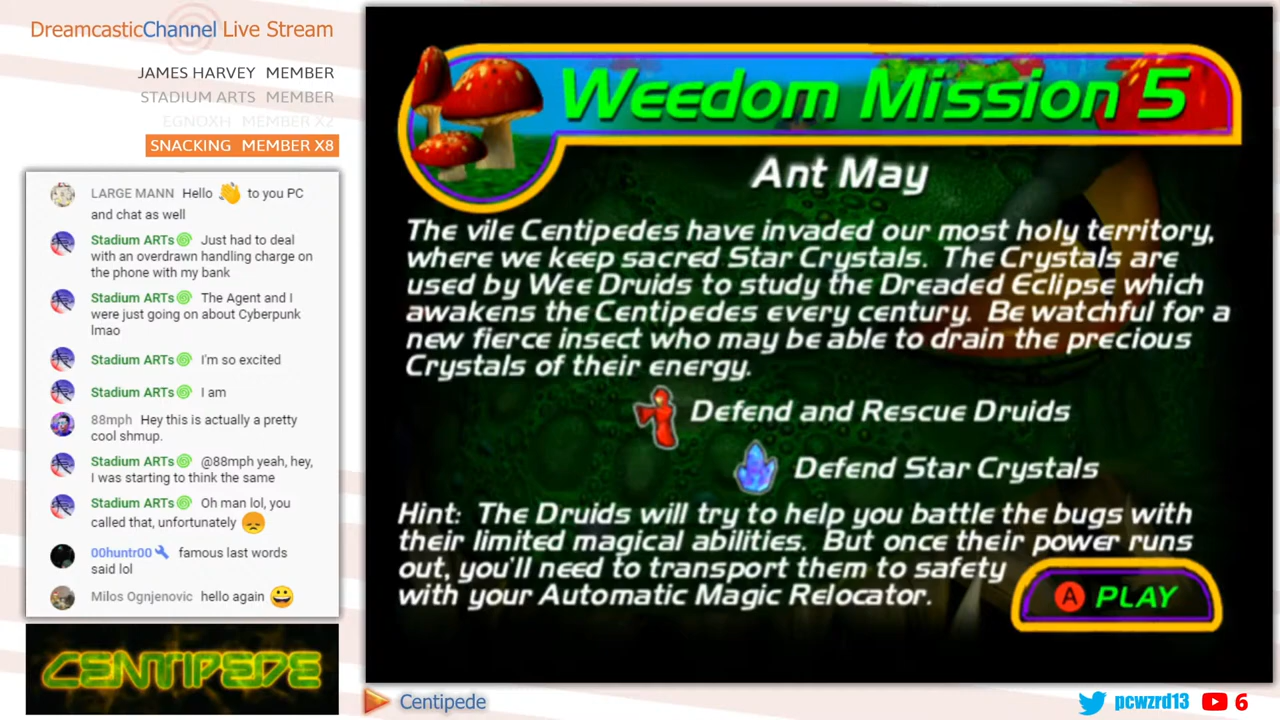 DreamcasticChannel Live Stream
JAMES HARVEY MEMBER
STADIUM ARTS MEMBER
EGNDXH MEMBER X2
SNACKING MEMBER X8
LARGE MANN Hello 👋 to you PC
and chat as well
Stadium ARTs Just had to deal
with an overdrawn handling charge on
the phone with my bank
Stadium ARTs The Agent and I
were just going on about Cyberpunk
lmao
Stadium ARTs I'm so excited
Stadium ARTs I am
88mph Hey this is actually a pretty
cool shmup.
Stadium ARTs @88mph yeah, hey,
I was starting to think the same
Stadium ARTs Oh man lol, you
called that, unfortunately 😞
00huntr00 famous last words
said lol
Milos Ognjenovic hello again 😀
CENTIPEDE
Weedom Mission 5
Ant May
The vile Centipedes have invaded our most holy territory,
where we keep sacred Star Crystals. The Crystals are
used by Wee Druids to study the Dreaded Eclipse which
awakens the Centipedes every century. Be watchful for a
new fierce insect who may be able to drain the precious
Crystals of their energy.
Defend and Rescue Druids
Defend Star Crystals
Hint: The Druids will try to help you battle the bugs with
their limited magical abilities. But once their power runs
out, you'll need to transport them to safety
with your Automatic Magic Relocator.
A PLAY
Centipede
pcwzrd13 6